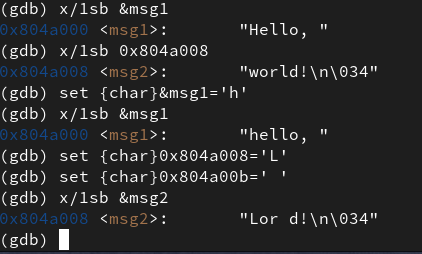 (gdb) x/1sb &msg1
0x804a000 <msg1>:       "Hello, "
(gdb) x/1sb 0x804a008
0x804a008 <msg2>:       "world!\n\034"
(gdb) set {char}&msg1='h'
(gdb) x/1sb &msg1
0x804a000 <msg1>:       "hello, "
(gdb) set {char}0x804a008='L'
(gdb) set {char}0x804a00b=' '
(gdb) x/1sb &msg2
0x804a008 <msg2>:       "Lor d!\n\034"
(gdb)